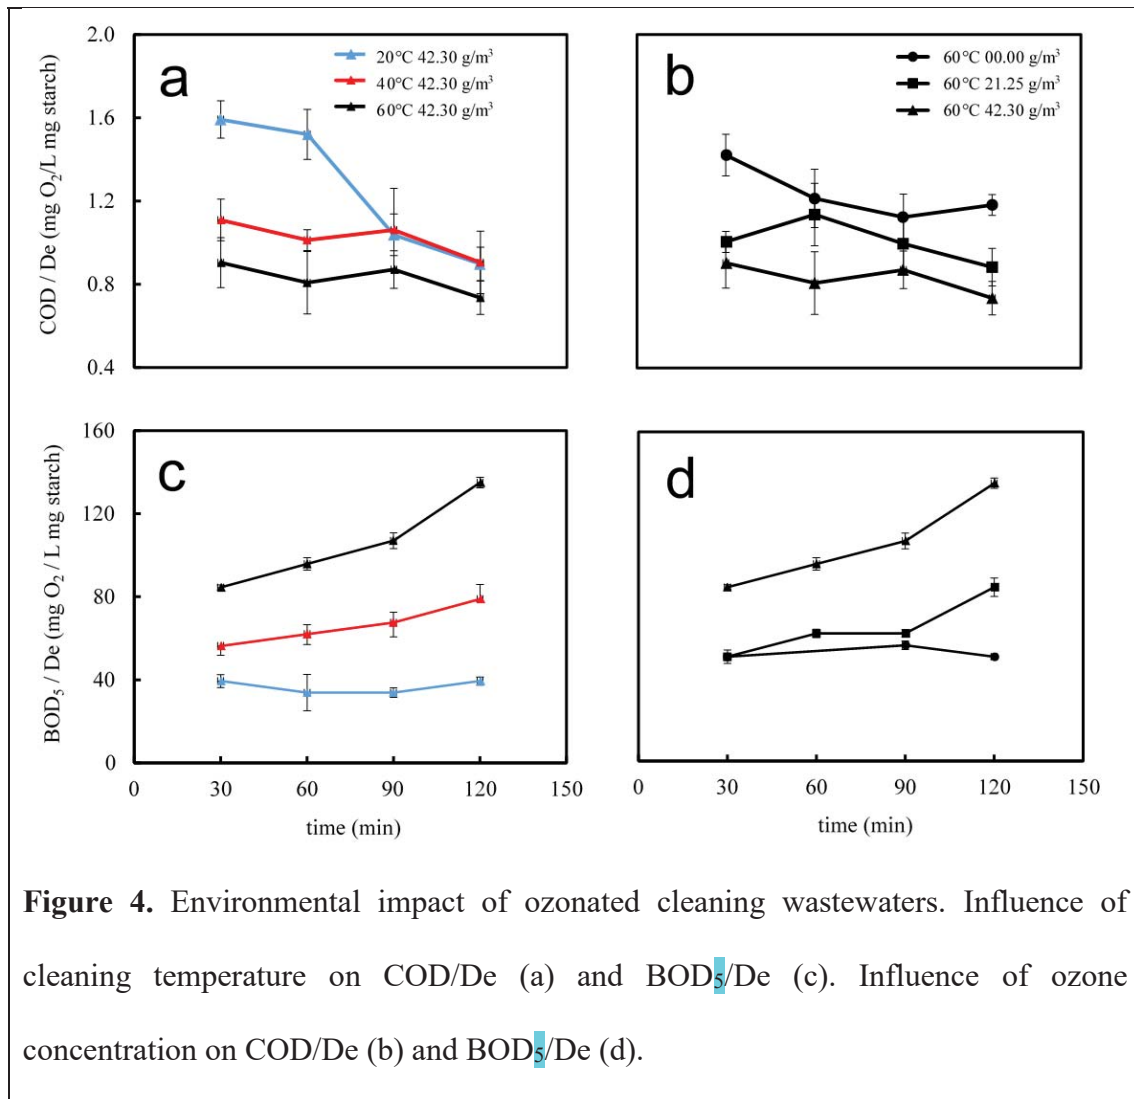 2.0
1.6
1.2
0.8
0.4
COD / De (mg O₂/L mg starch)
a
20°C 42.30 g/m³
40°C 42.30 g/m³
60°C 42.30 g/m³
b
60°C 00.00 g/m³
60°C 21.25 g/m³
60°C 42.30 g/m³
160
120
80
40
0
BOD₅ / De (mg O₂ / L mg starch)
c
0 30 60 90 120 150
time (min)
d
0 30 60 90 120 150
time (min)
Figure 4. Environmental impact of ozonated cleaning wastewaters. Influence of
cleaning temperature on COD/De (a) and BOD₅/De (c). Influence of ozone
concentration on COD/De (b) and BOD₅/De (d).